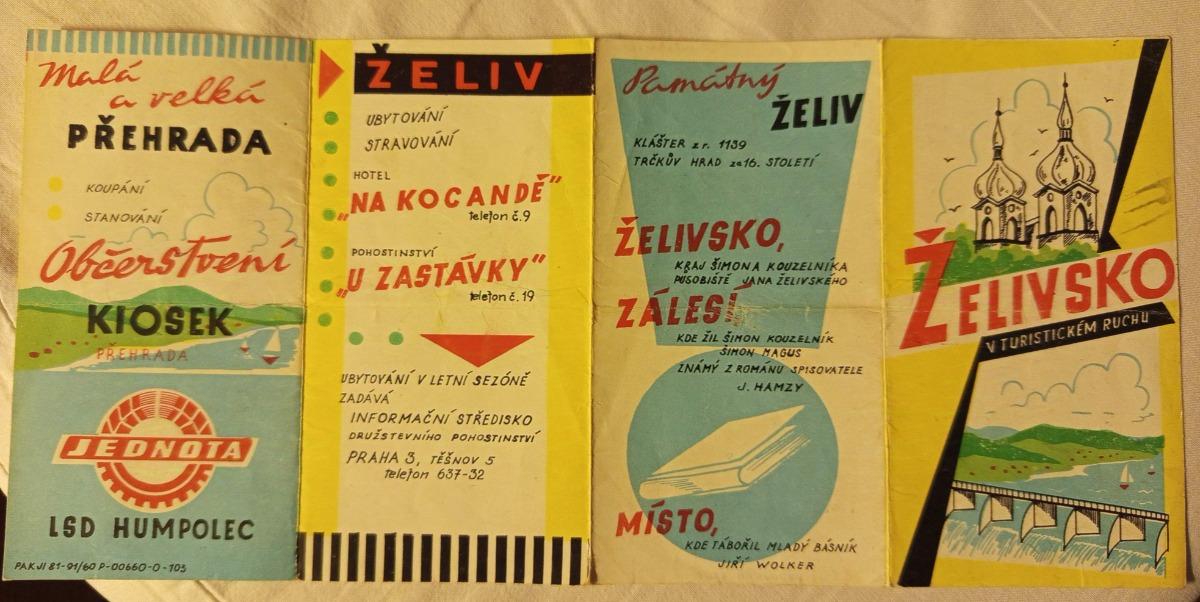 Malá
a velká
PŘEHRADA
KOUPÁNÍ
STANOVÁNÍ
Občerstvení
KIOSEK
PŘEHRADA
JEDNOTA
LSD HUMPOLEC
PAKJI 81-91/60 P-00660-0-103
ŽELIV
UBYTOVÁNÍ
STRAVOVÁNÍ
HOTEL
„NA KOCANDĚ"
telefon č.9
POHOSTINSTVÍ
„U ZASTÁVKY"
telefon č.19
UBYTOVÁNÍ V LETNÍ SEZÓNĚ
ZADÁVÁ
INFORMAČNÍ STŘEDISKO
DRUŽSTEVNÍHO POHOSTINSTVÍ
PRAHA 3, TĚŠNOV 5
telefon 637-32
Památný
ŽELIV
KLÁŠTER z r. 1139
TRČKŮV HRAD ze 16. STOLETÍ
ŽELIVSKO,
KRAJ ŠIMONA KOUZELNÍKA
PŮSOBIŠTĚ JANA ŽELIVSKÉHO
ZÁLESÍ
KDE ŽIL ŠIMON KOUZELNÍK
ŠIMON MAGUS
ZNÁMÝ Z ROMÁNU SPISOVATELE
J. HAMZY
MÍSTO,
KDE TÁBOŘIL MLADÝ BÁSNÍK
JIŘÍ WOLKER
ŽELIVSKO
V TURISTICKÉM RUCHU